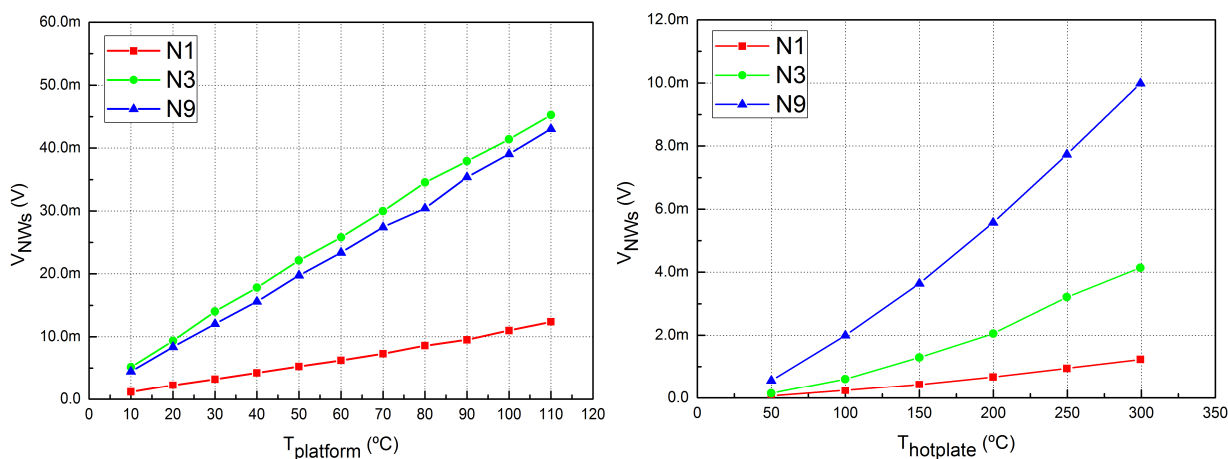 60.0m
50.0m
40.0m
30.0m
20.0m
10.0m
0.0
V_NWs (V)
N1
N3
N9
0 10 20 30 40 50 60 70 80 90 100 110 120
T_platform (ºC)
12.0m
10.0m
8.0m
6.0m
4.0m
2.0m
0.0
V_NWs (V)
N1
N3
N9
0 50 100 150 200 250 300 350
T_hotplate (ºC)